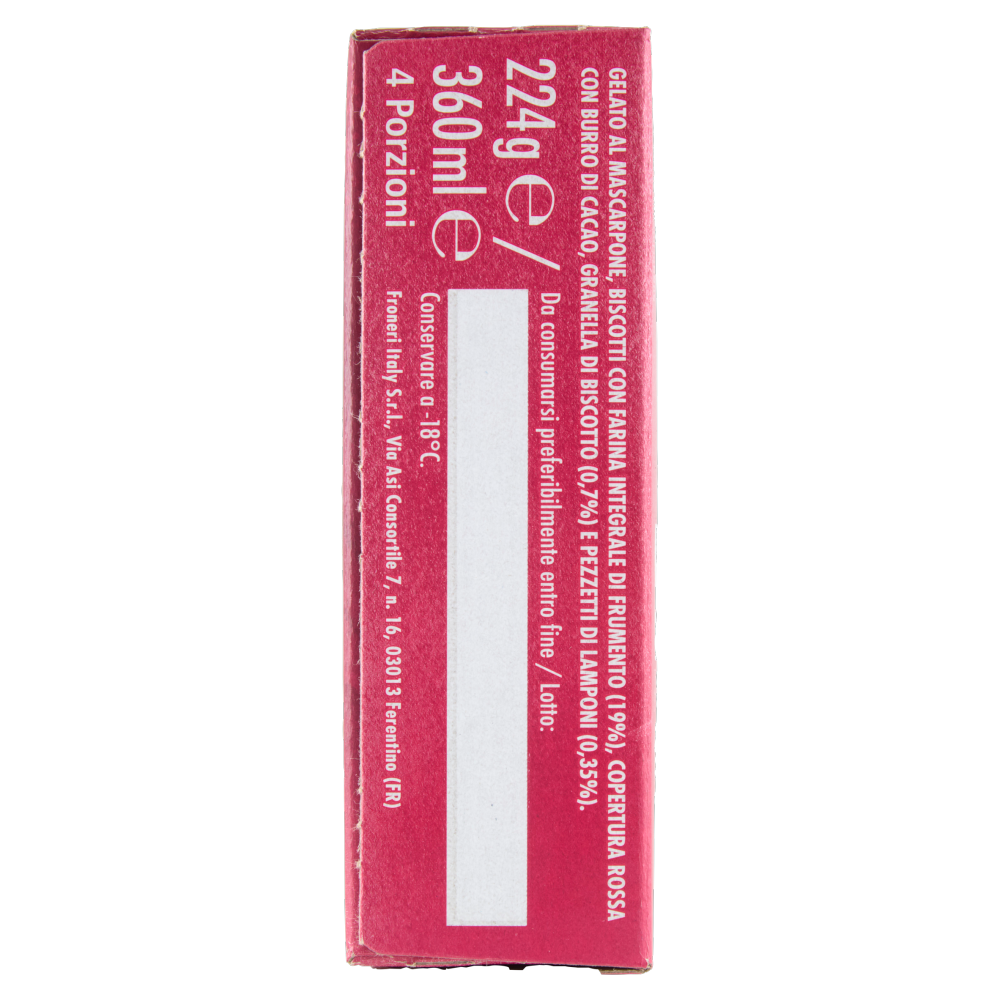 GELATO AL MASCARPONE, BISCOTTI CON FARINA INTEGRALE DI FRUMENTO (19%), COPERTURA ROSSA
CON BURRO DI CACAO, GRANELLA DI BISCOTTO (0,7%) E PEZZETTI DI LAMPONI (0,35%).
224g e /
360ml e
4 Porzioni
Da consumarsi preferibilmente entro fine / Lotto:
Conservare a -18°C.
Froneri Italy S.r.l., Via Asi Consortile 7, n. 16, 03013 Ferentino (FR)